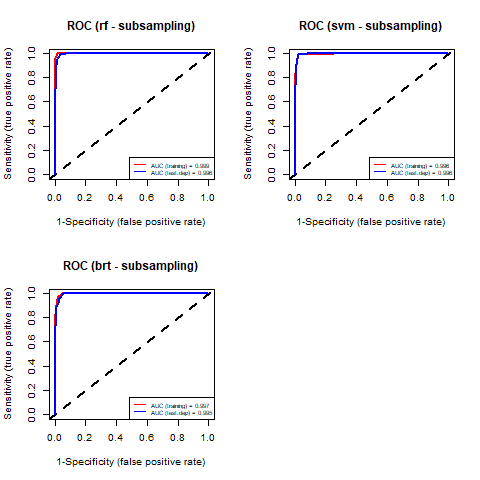 ROC (rf - subsampling)
Sensitivity (true positive rate)
0.0 0.2 0.4 0.6 0.8 1.0
AUC (training) = 0.999
AUC (test.dep) = 0.996
0.0 0.2 0.4 0.6 0.8 1.0
1-Specificity (false positive rate)
ROC (svm - subsampling)
Sensitivity (true positive rate)
0.0 0.2 0.4 0.6 0.8 1.0
AUC (training) = 0.996
AUC (test.dep) = 0.996
0.0 0.2 0.4 0.6 0.8 1.0
1-Specificity (false positive rate)
ROC (brt - subsampling)
Sensitivity (true positive rate)
0.0 0.2 0.4 0.6 0.8 1.0
AUC (training) = 0.997
AUC (test.dep) = 0.995
0.0 0.2 0.4 0.6 0.8 1.0
1-Specificity (false positive rate)